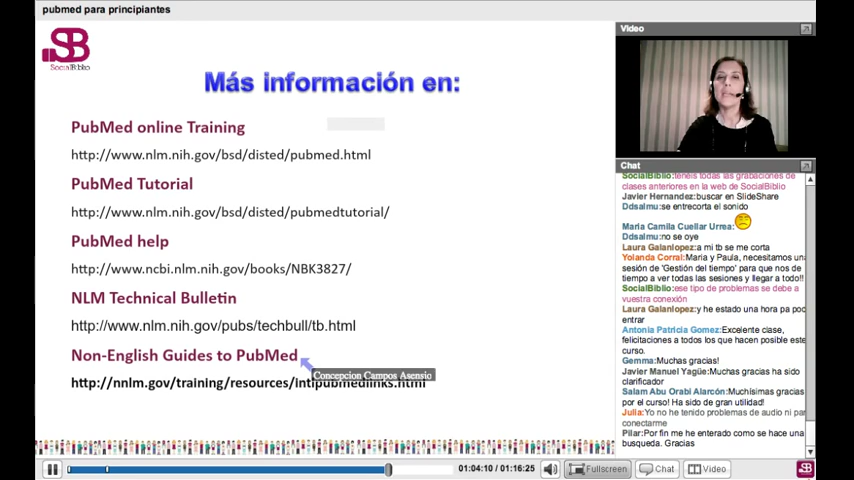 pubmed para principiantes
SB
SocialBiblio
Más información en:
PubMed online Training
http://www.nlm.nih.gov/bsd/disted/pubmed.html
PubMed Tutorial
http://www.nlm.nih.gov/bsd/disted/pubmedtutorial/
PubMed help
http://www.ncbi.nlm.nih.gov/books/NBK3827/
NLM Technical Bulletin
http://www.nlm.nih.gov/pubs/techbull/tb.html
Non-English Guides to PubMed
Concepcion Campos Asensio
http://nnlm.gov/training/resources/intlpubmedlinks.html
Video
Chat
SocialBiblio:tenéis todas las grabaciones de
clases anteriores en la web de SocialBiblio
Javier Hernandez:buscar en SlideShare
Ddsalmu:se entrecorta el sonido
Maria Camila Cuellar Urrea:
Ddsalmu:no se oye
Laura Galanlopez:a mi tb se me corta
Yolanda Corral:Maria y Paula, necesitamos una
sesión de 'Gestión del tiempo' para que nos de
tiempo a ver todas las sesiones y llegar a todo!!
SocialBiblio:ese tipo de problemas se debe a
vuestra conexión
Laura Galanlopez:y he estado una hora pa pod
entrar
Antonia Patricia Gomez:Excelente clase,
felicitaciones a todos los que hacen posible este
curso.
Gemma:Muchas gracias!
Javier Manuel Yagüe:Muchas gracias ha sido
clarificador
Salam Abu Orabi Alarcón:Muchísimas gracias
por el curso! Ha sido de gran utilidad!
Julia:Yo no he tenido problemas de audio ni par
conectarme
Pilar:Por fin me he enterado como se hace una
busqueda. Gracias
01:04:10 / 01:16:25
Fullscreen
Chat
Video
SB